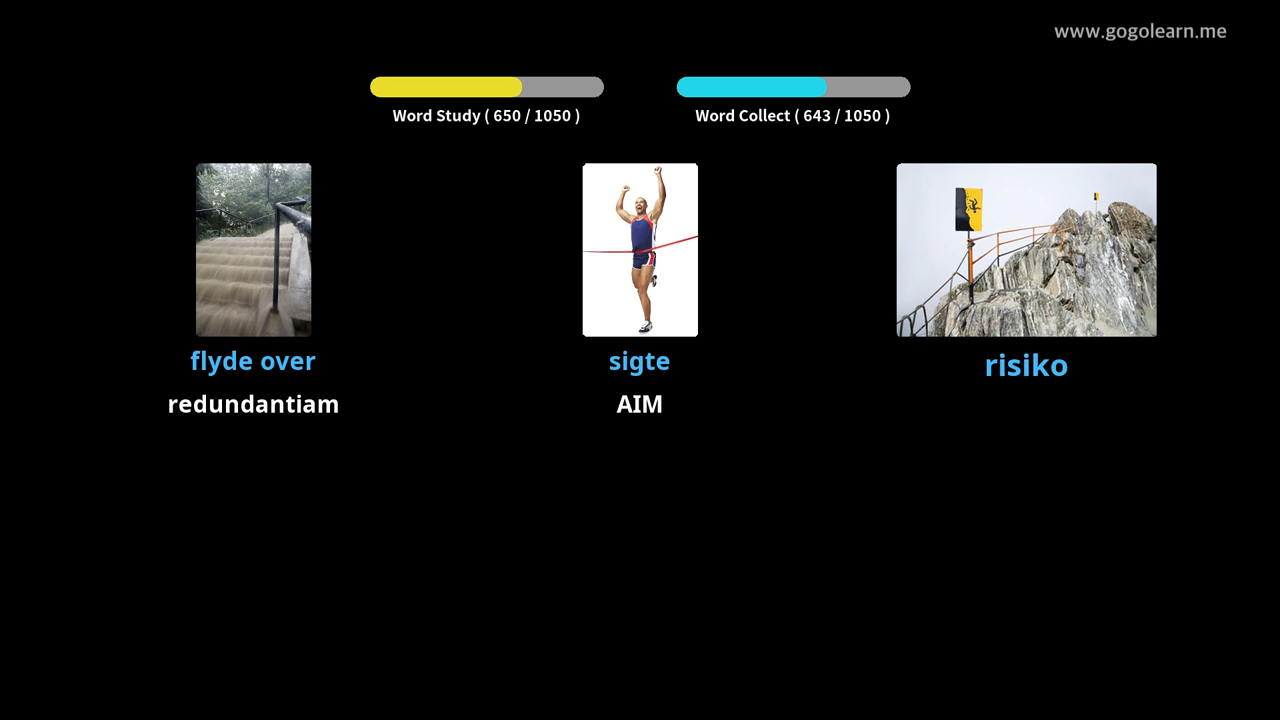 www.gogolearn.me
Word Study ( 650 / 1050 )
Word Collect ( 643 / 1050 )
flyde over
sigte
risiko
redundantiam
AIM